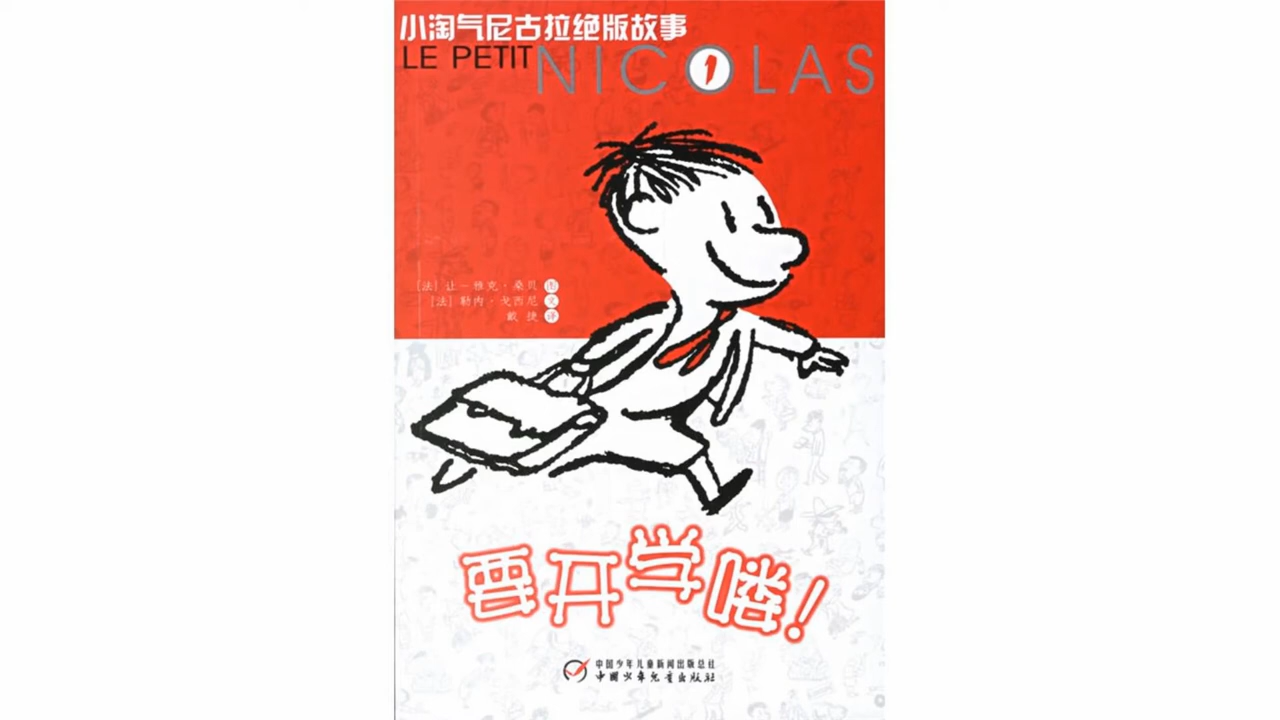 小淘气尼古拉绝版故事
LE PETIT NICOLAS
1
[法] 让－雅克·桑贝 图
[法] 勒内·戈西尼 文
戴 捷 译
要开学喽!
中国少年儿童新闻出版总社
中国少年儿童出版社